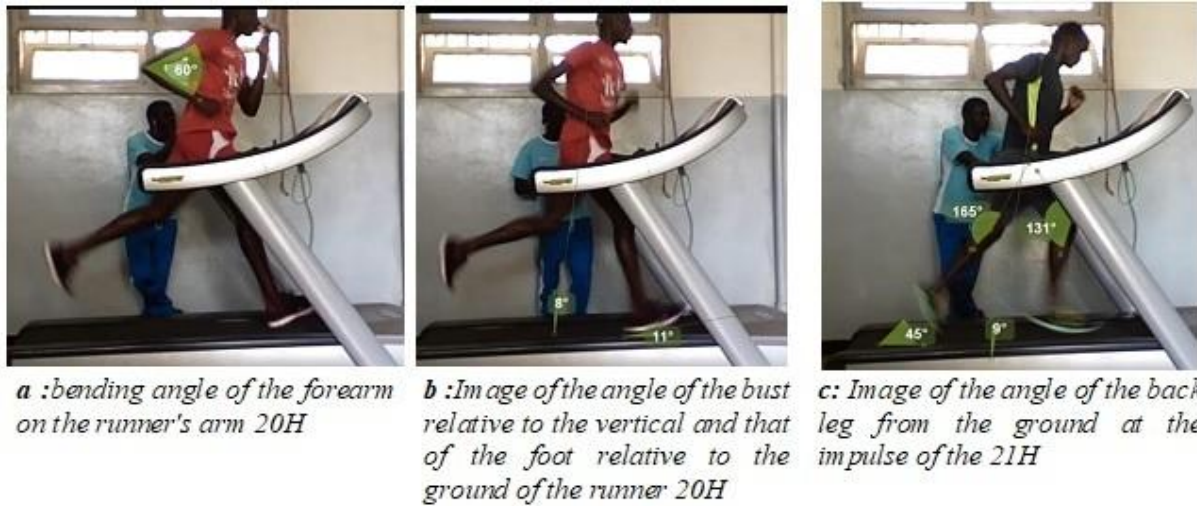 60°
8°
11°
165°
131°
45°
9°
a :bending angle of the forearm
on the runner's arm 20H
b :Image of the angle of the bust
relative to the vertical and that
of the foot relative to the
ground of the runner 20H
c: Image of the angle of the back
leg from the ground at the
impulse of the 21H